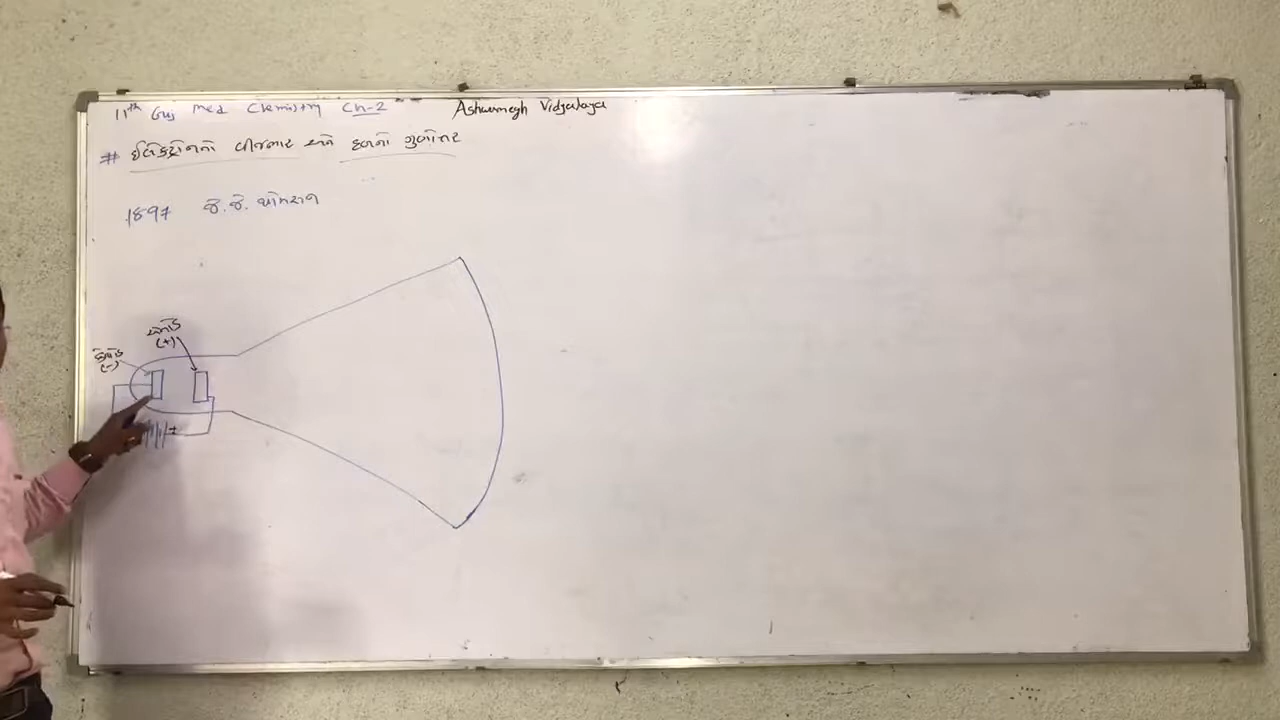 11th Guj Med Chemistry Ch-2 Ashwamegh Vidyalaya
# ઈલેક્ટ્રોનનો વીજભાર અને દળનો ગુણોત્તર
1897 જે. જે. થોમસન
એનોડ
(+)
કેથોડ
(-)
+